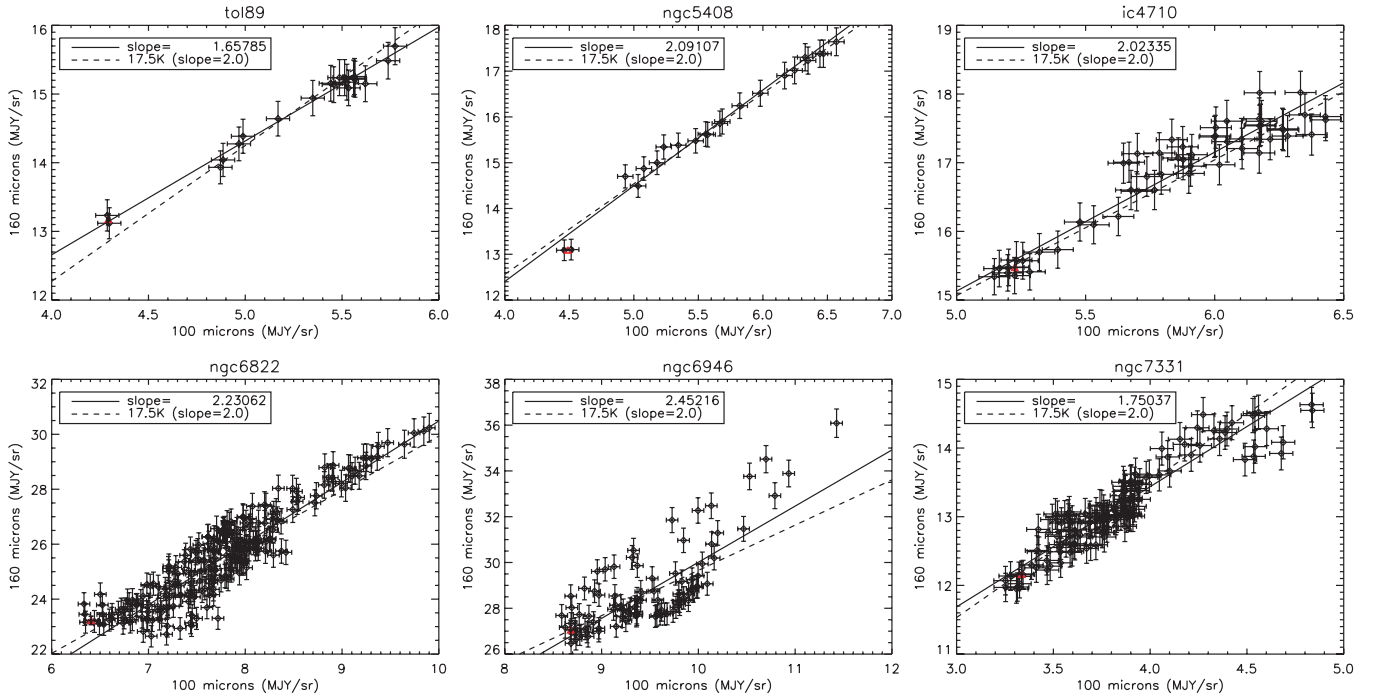 tol89
slope= 1.65785
17.5K (slope=2.0)
160 microns (MJY/sr)
16
15
14
13
12
4.0 4.5 5.0 5.5 6.0
100 microns (MJY/sr)
ngc5408
slope= 2.09107
17.5K (slope=2.0)
160 microns (MJY/sr)
18
17
16
15
14
13
12
4.0 4.5 5.0 5.5 6.0 6.5 7.0
100 microns (MJY/sr)
ic4710
slope= 2.02335
17.5K (slope=2.0)
160 microns (MJY/sr)
19
18
17
16
15
5.0 5.5 6.0 6.5
100 microns (MJY/sr)
ngc6822
slope= 2.23062
17.5K (slope=2.0)
160 microns (MJY/sr)
32
30
28
26
24
22
6 7 8 9 10
100 microns (MJY/sr)
ngc6946
slope= 2.45216
17.5K (slope=2.0)
160 microns (MJY/sr)
38
36
34
32
30
28
26
8 9 10 11 12
100 microns (MJY/sr)
ngc7331
slope= 1.75037
17.5K (slope=2.0)
160 microns (MJY/sr)
15
14
13
12
11
3.0 3.5 4.0 4.5 5.0
100 microns (MJY/sr)